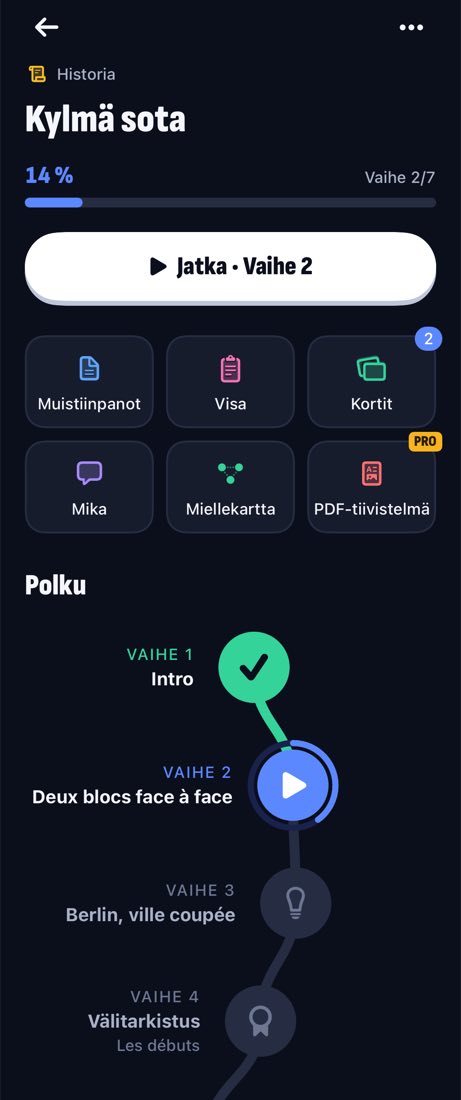 Historia
Kylmä sota
14 %
Vaihe 2/7
Jatka • Vaihe 2
2
Muistiinpanot
Visa
Kortit
PRO
Mika
Miellekartta
PDF-tiivistelmä
Polku
VAIHE 1
Intro
VAIHE 2
Deux blocs face à face
VAIHE 3
Berlin, ville coupée
VAIHE 4
Välitarkistus
Les débuts